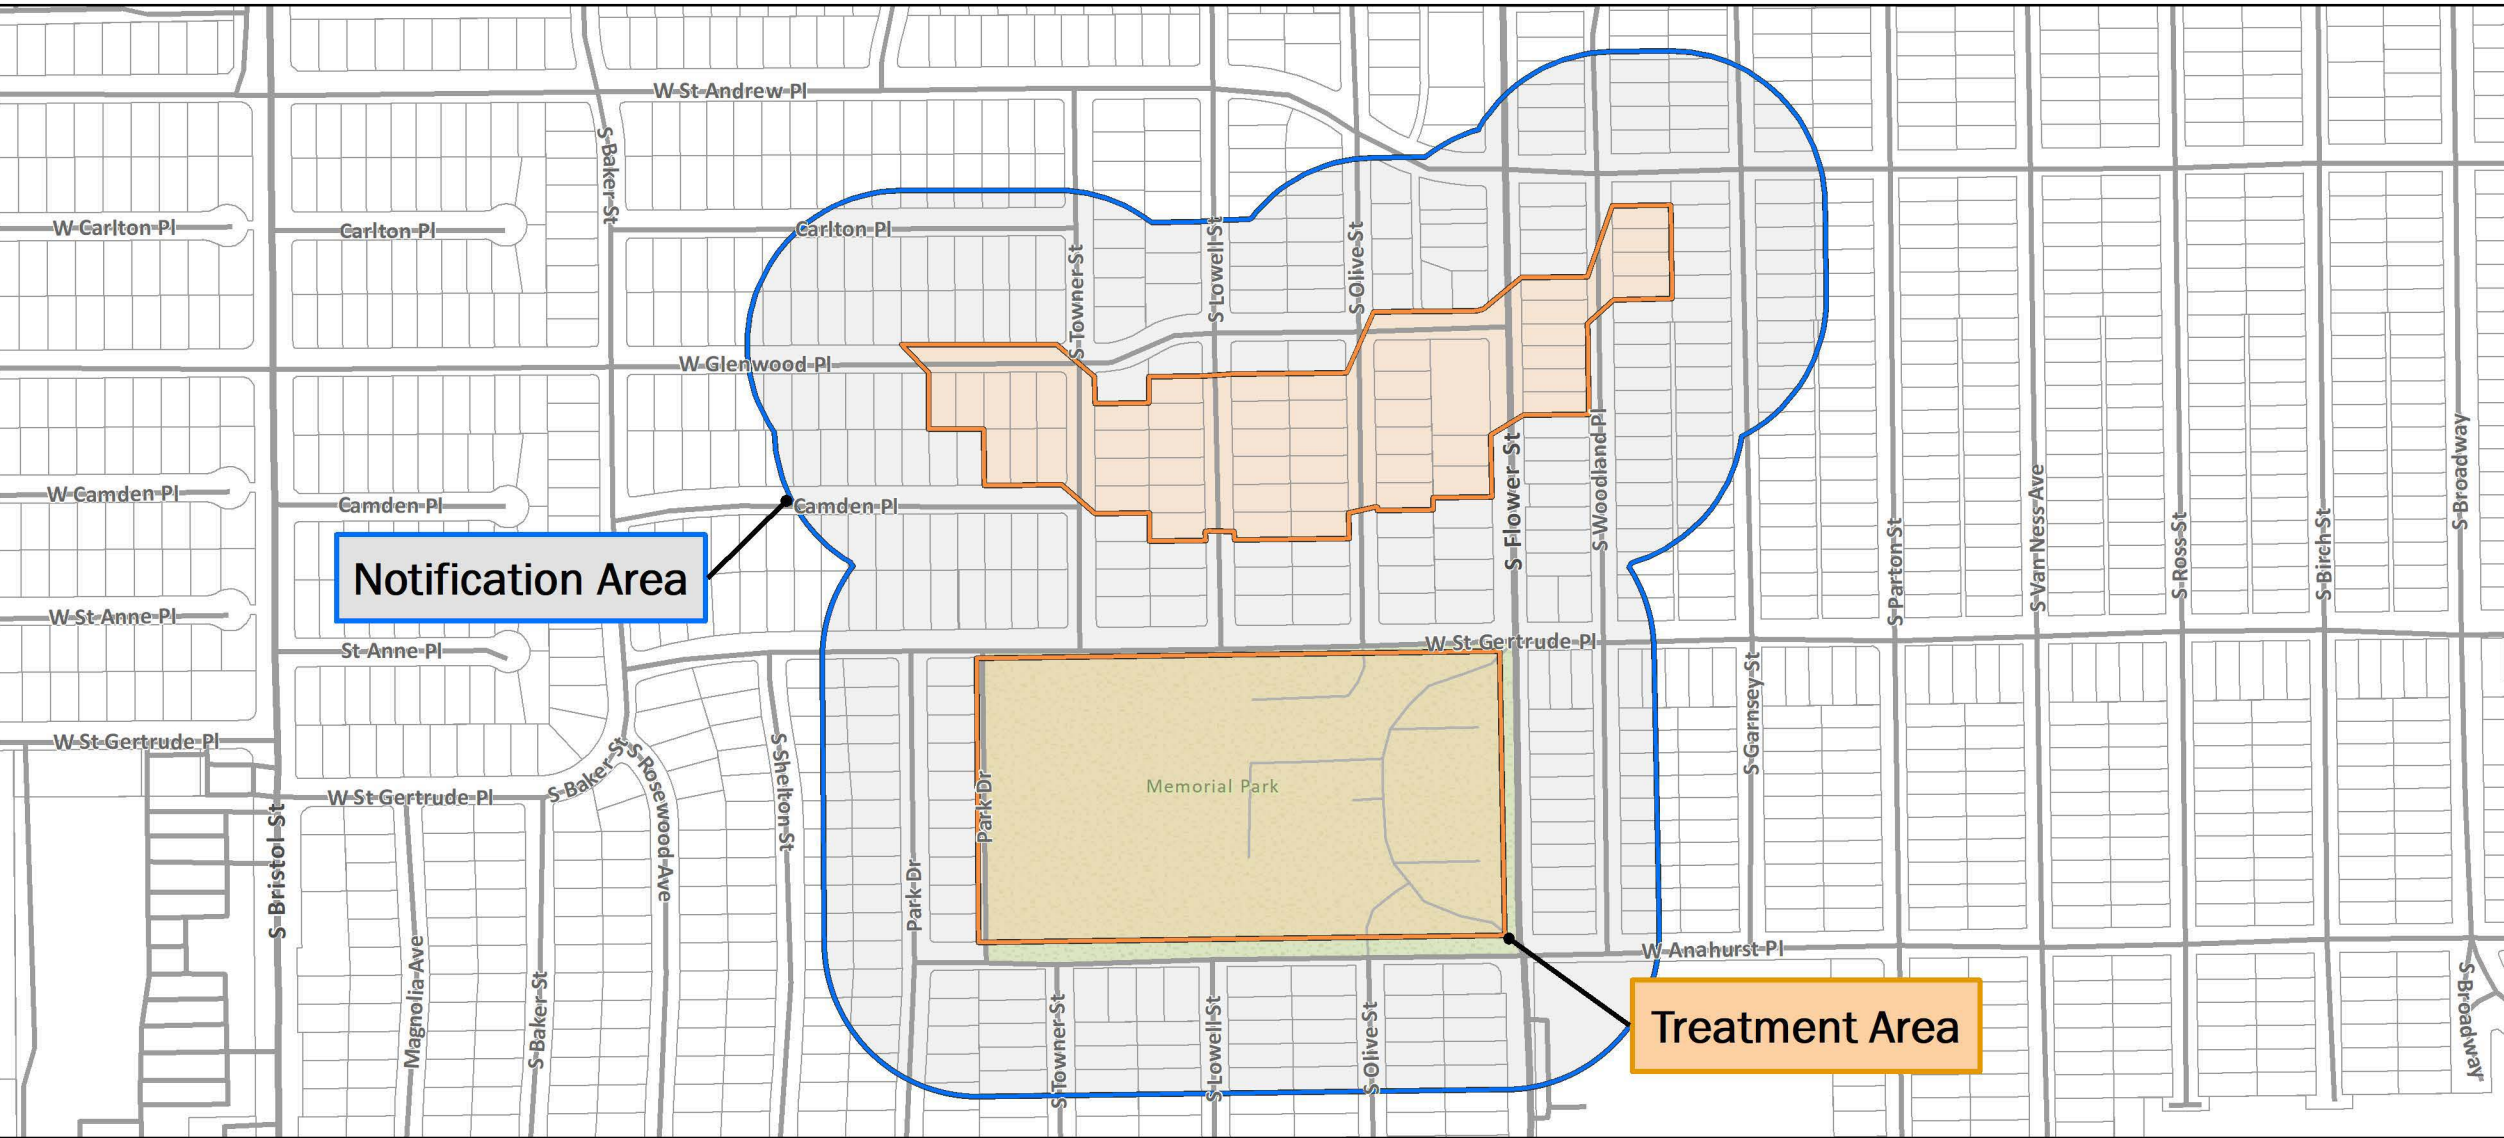 W St Andrew Pl
S Baker St
W Carlton Pl
Carlton Pl
Carlton Pl
S Towner St
S Lowell St
S Olive St
W Glenwood Pl
S Flower St
S Woodland Pl
S Broadway
W Camden Pl
Camden Pl
Camden Pl
S Parton St
S Van Ness Ave
S Ross St
S Birch St
Notification Area
W St Anne Pl
St Anne Pl
W St Gertrude Pl
S Garnsey St
W St Gertrude Pl
S Baker St
S Rosewood Ave
S Shelton St
Park Dr
Memorial Park
W St Gertrude Pl
S Bristol St
Park Dr
Magnolia Ave
S Baker St
W Anahurst Pl
S Towner St
S Lowell St
S Olive St
Treatment Area
S Broadway